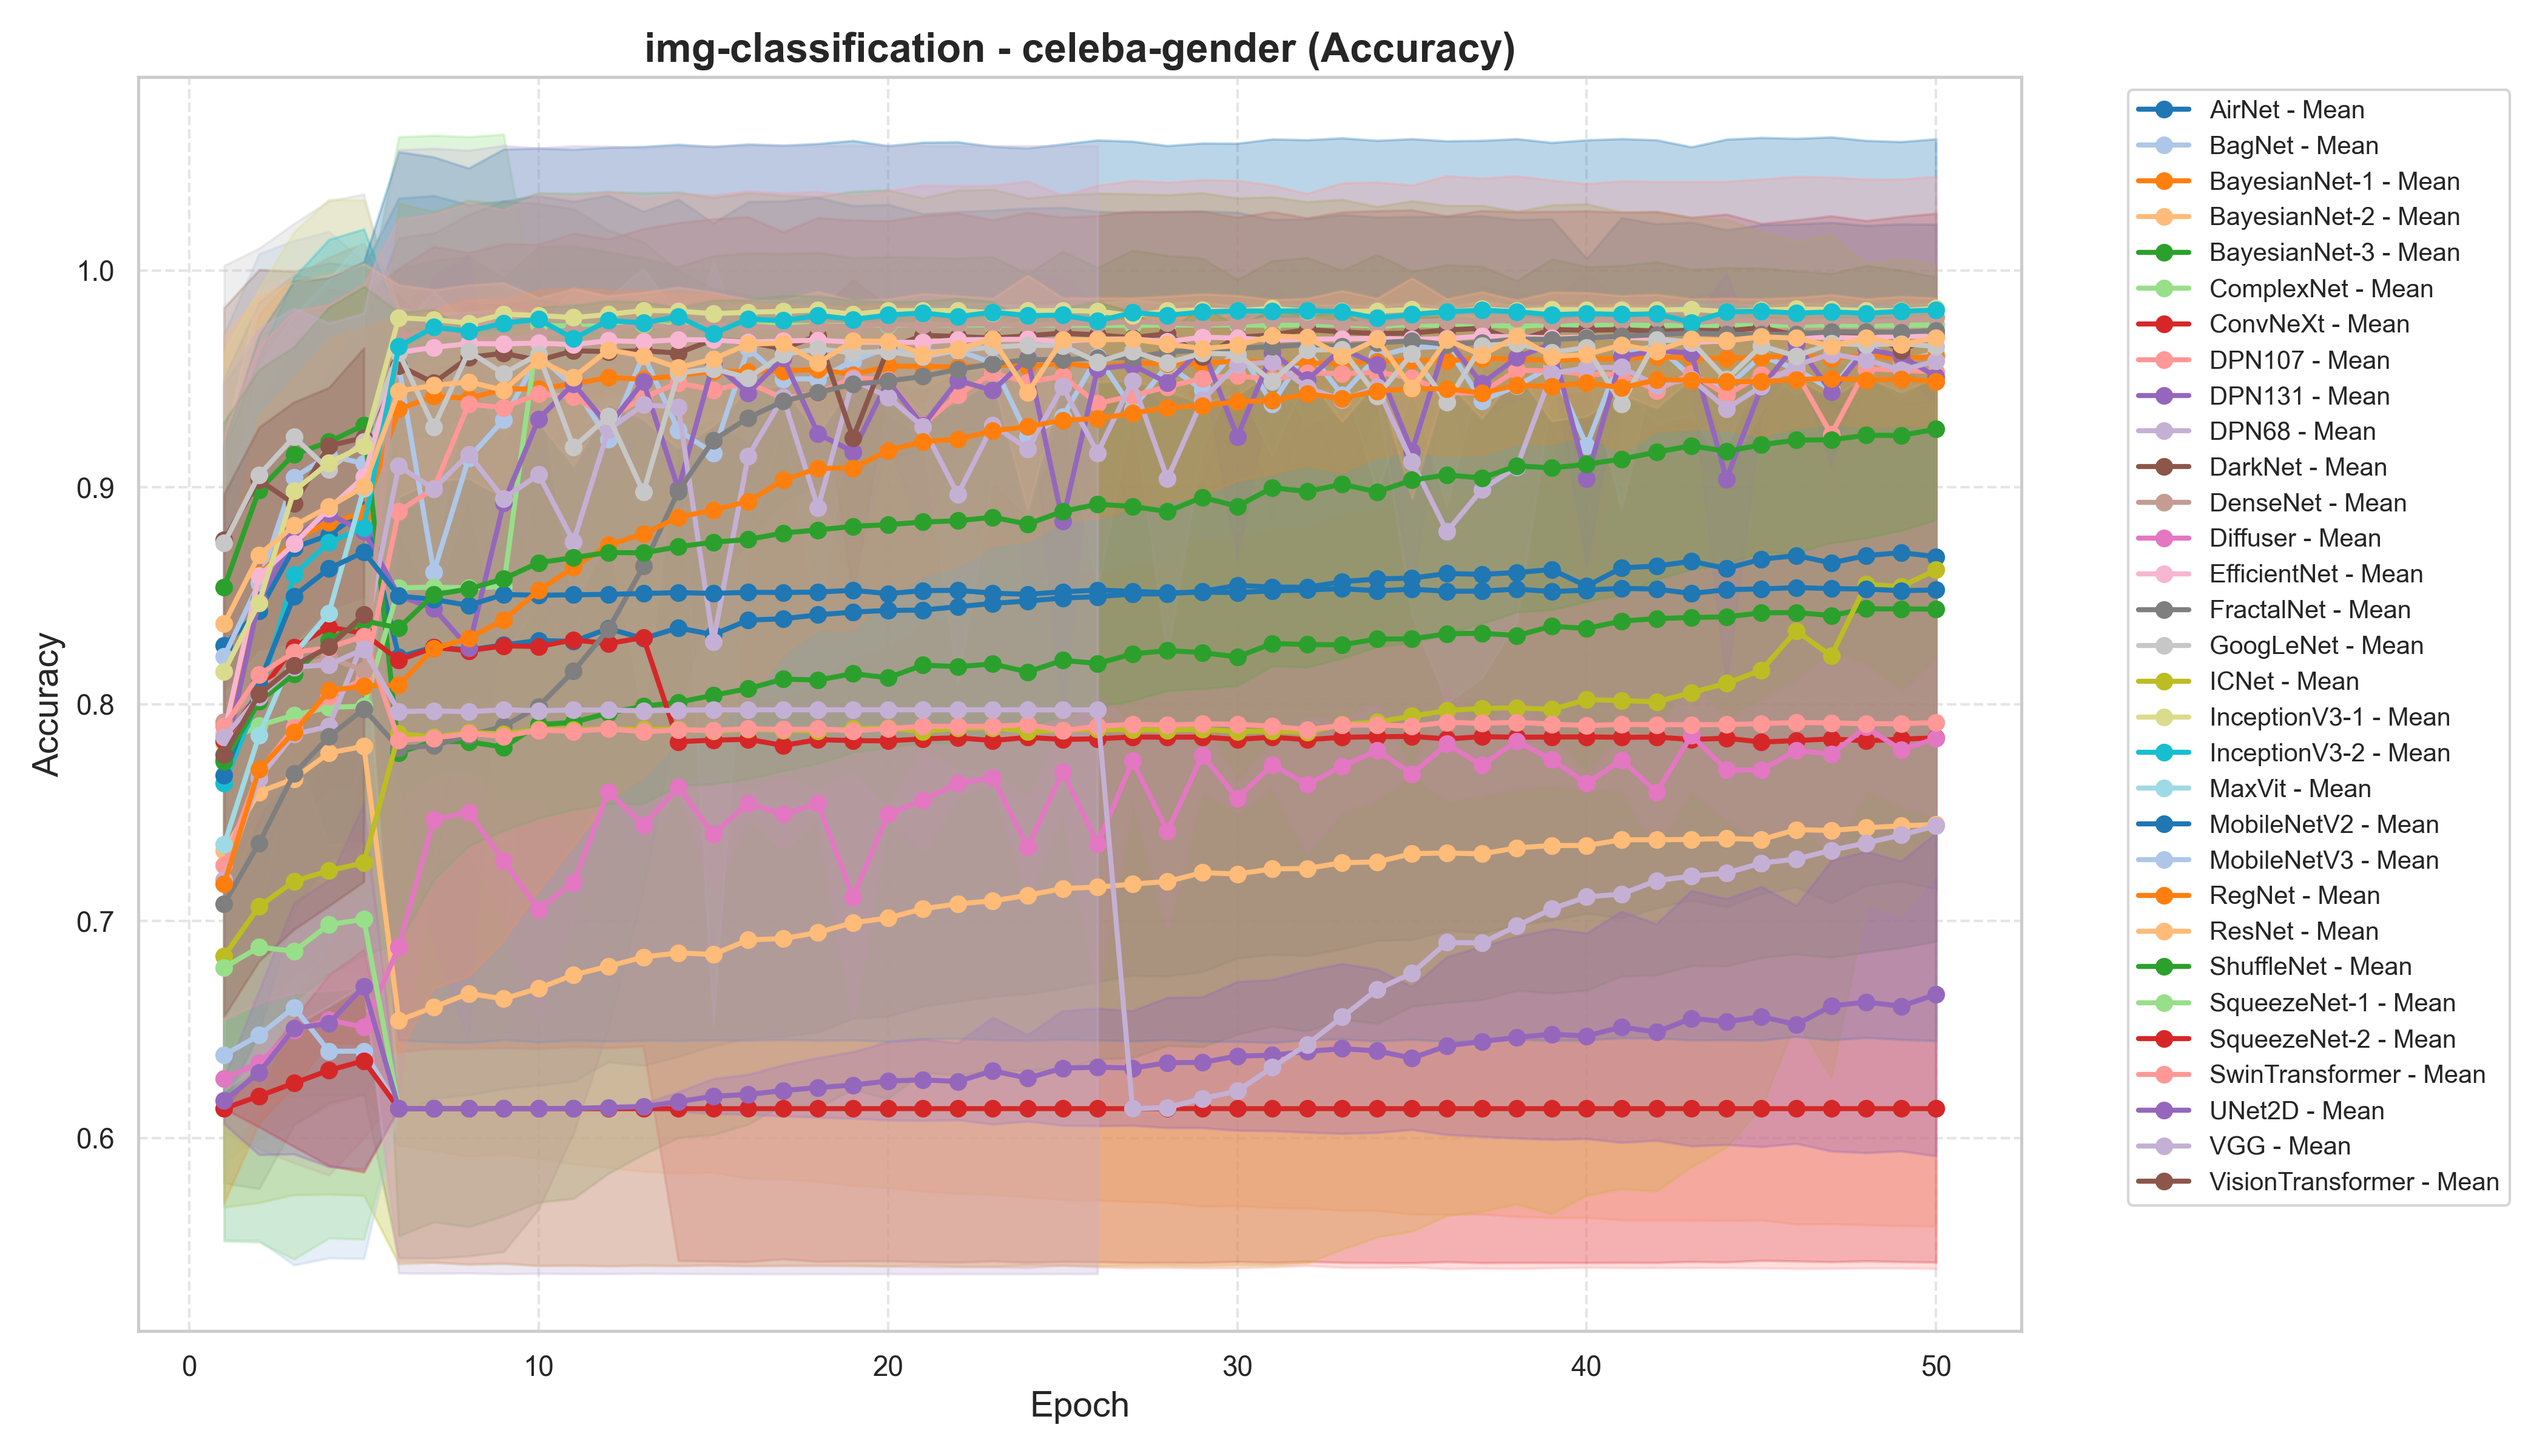 img-classification - celeba-gender (Accuracy)
Accuracy
1.0
0.9
0.8
0.7
0.6
0
10
20
30
40
50
Epoch
AirNet - Mean
BagNet - Mean
BayesianNet-1 - Mean
BayesianNet-2 - Mean
BayesianNet-3 - Mean
ComplexNet - Mean
ConvNeXt - Mean
DPN107 - Mean
DPN131 - Mean
DPN68 - Mean
DarkNet - Mean
DenseNet - Mean
Diffuser - Mean
EfficientNet - Mean
FractalNet - Mean
GoogLeNet - Mean
ICNet - Mean
InceptionV3-1 - Mean
InceptionV3-2 - Mean
MaxVit - Mean
MobileNetV2 - Mean
MobileNetV3 - Mean
RegNet - Mean
ResNet - Mean
ShuffleNet - Mean
SqueezeNet-1 - Mean
SqueezeNet-2 - Mean
SwinTransformer - Mean
UNet2D - Mean
VGG - Mean
VisionTransformer - Mean